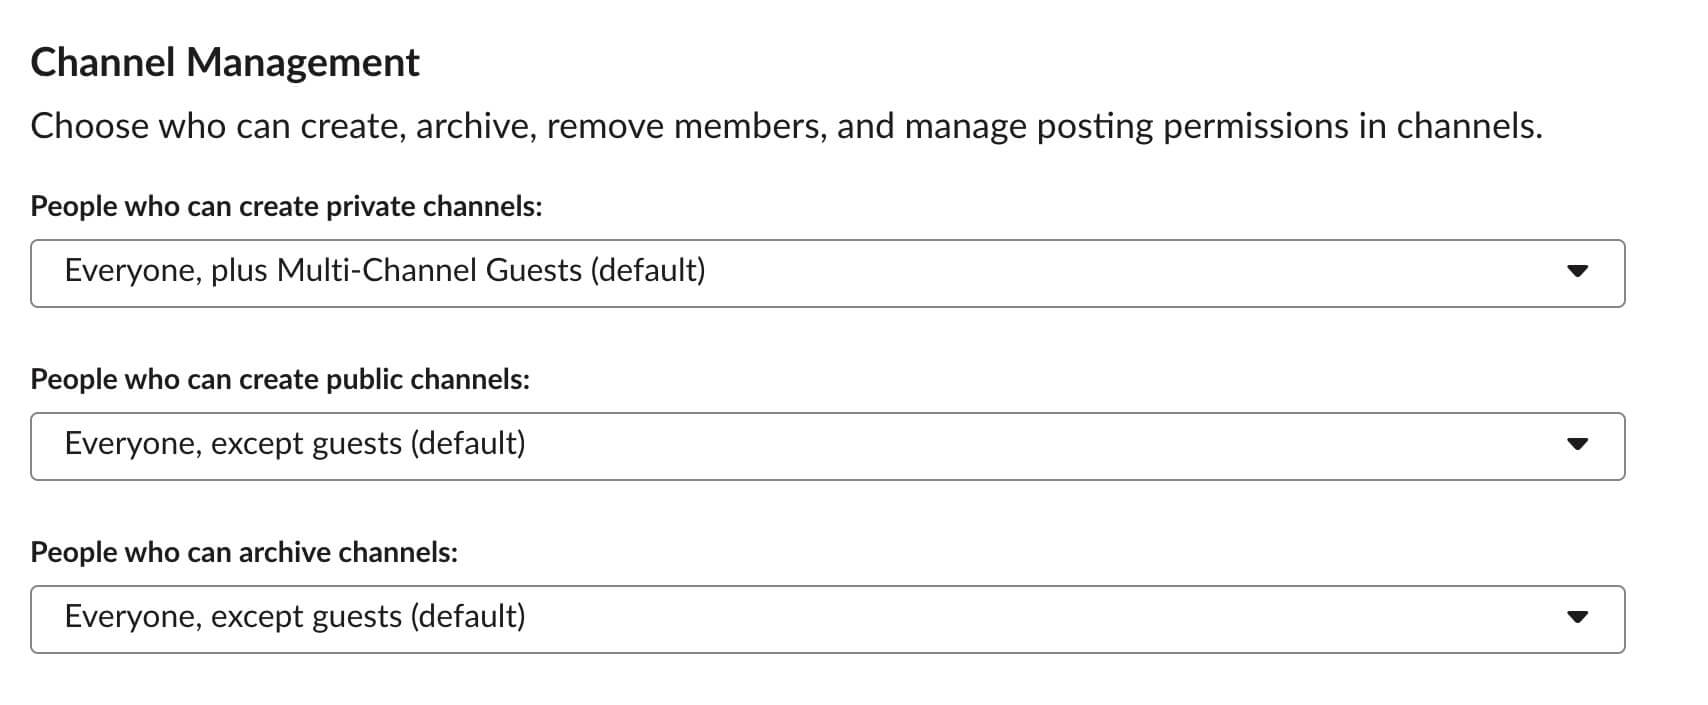 Channel Management
Choose who can create, archive, remove members, and manage posting permissions in channels.
People who can create private channels:
Everyone, plus Multi-Channel Guests (default)
People who can create public channels:
Everyone, except guests (default)
People who can archive channels:
Everyone, except guests (default)